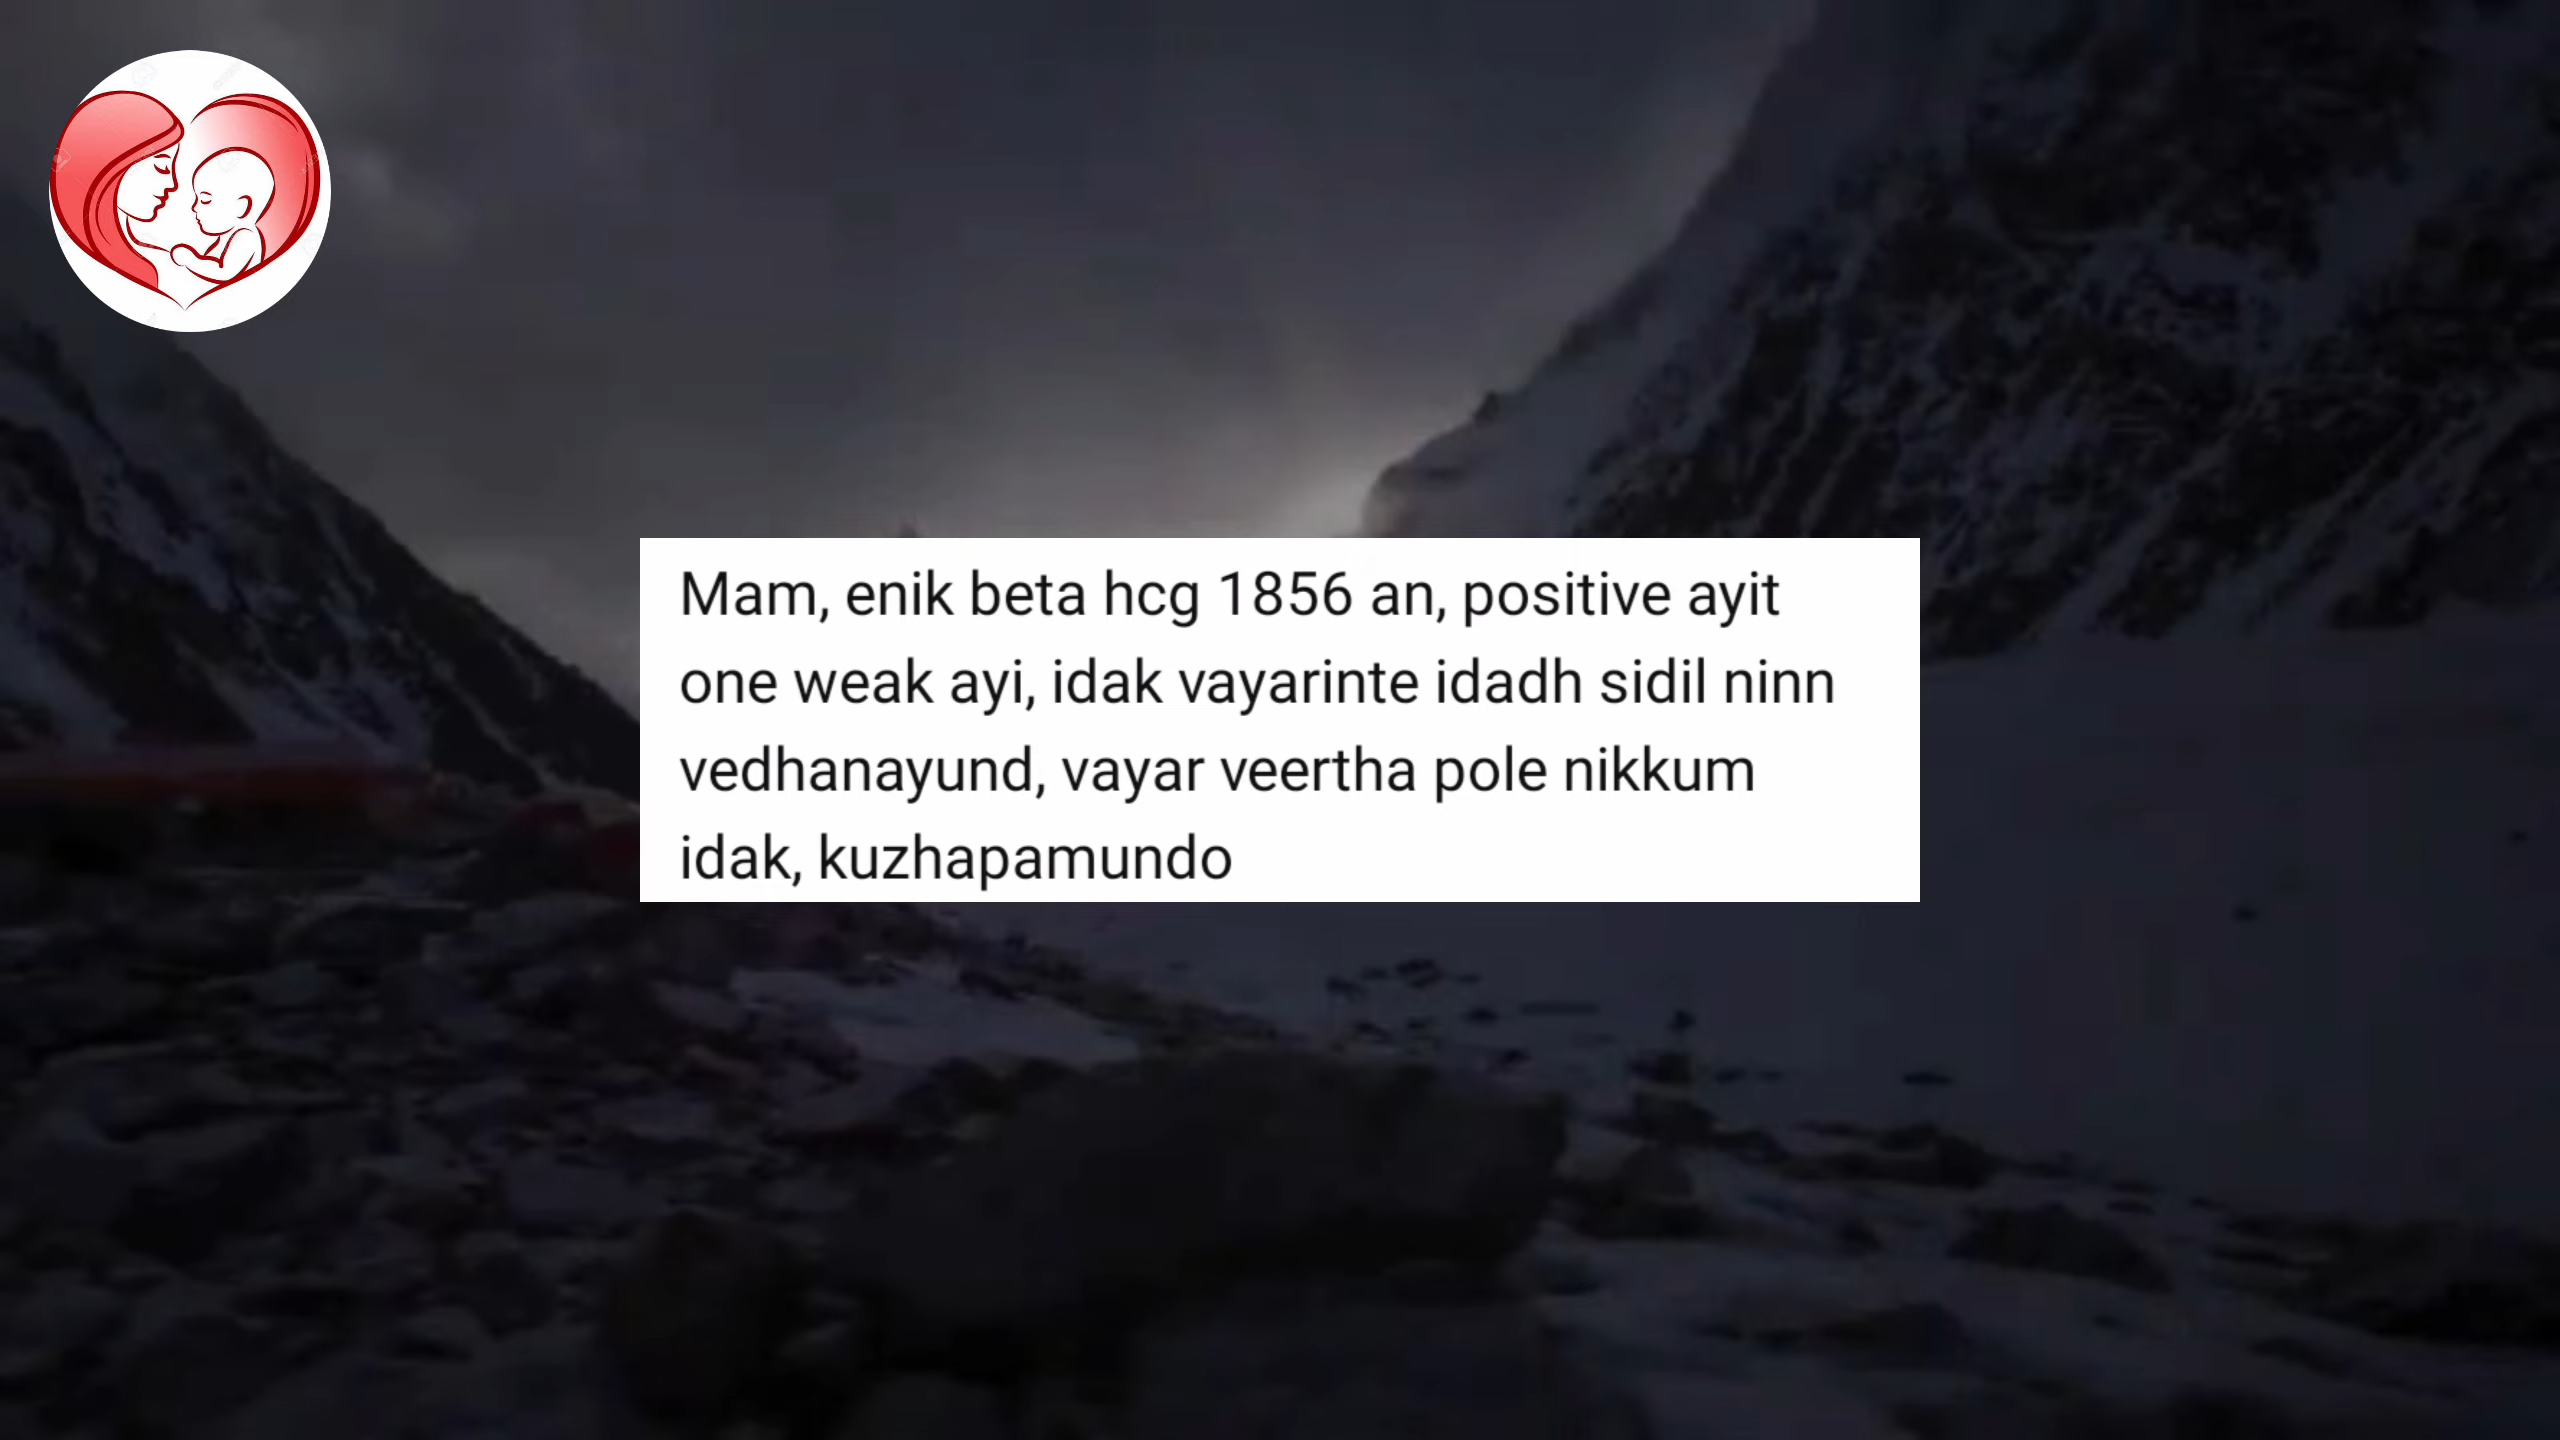 Mam, enik beta hcg 1856 an, positive ayit
one weak ayi, idak vayarinte idadh sidil ninn
vedhanayund, vayar veertha pole nikkum
idak, kuzhapamundo